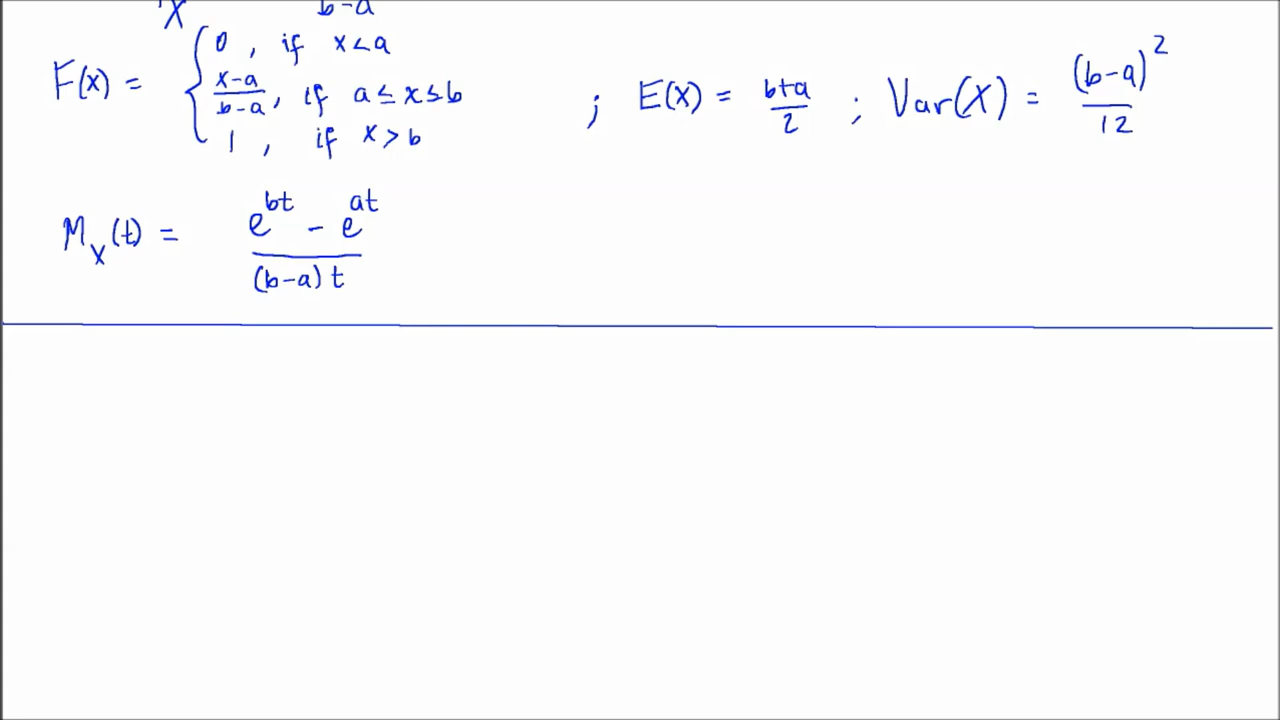 X b-a
F(x) = { 0 , if x < a
x-a/b-a , if a ≤ x ≤ b ; E(X) = b+a/2 ; Var(X) = (b-a)^2/12
1 , if x > b
M_X(t) = e^bt - e^at / (b-a)t